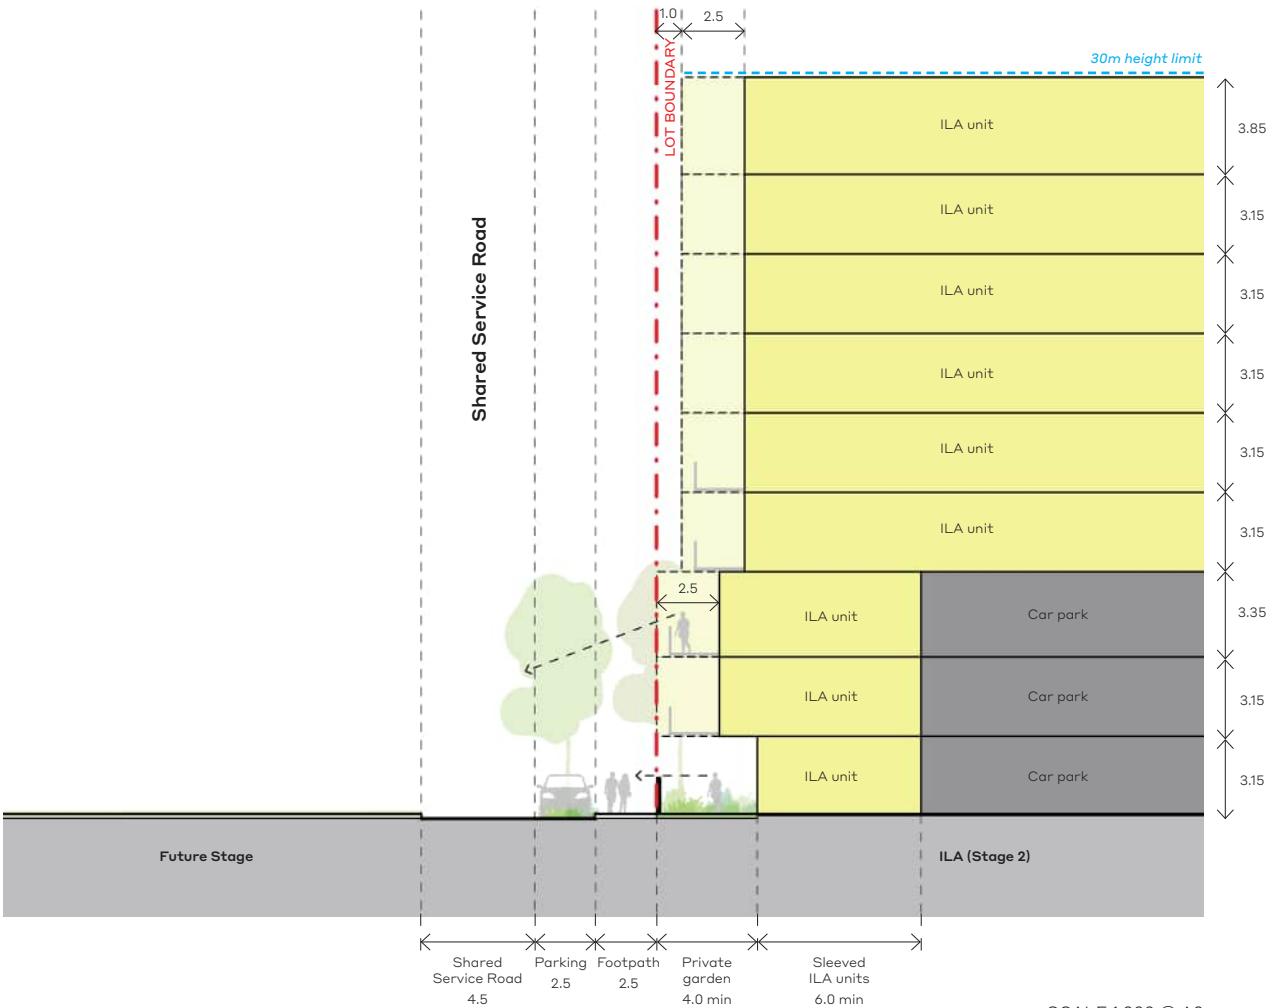 1.0
2.5
LOT BOUNDARY
30m height limit
ILA unit
3.85
ILA unit
3.15
Shared Service Road
ILA unit
3.15
ILA unit
3.15
ILA unit
3.15
ILA unit
3.15
2.5
ILA unit
Car park
3.35
ILA unit
Car park
3.15
ILA unit
Car park
3.15
Future Stage
ILA (Stage 2)
Shared
Service Road
4.5
Parking
2.5
Footpath
2.5
Private
garden
4.0 min
Sleeved
ILA units
6.0 min